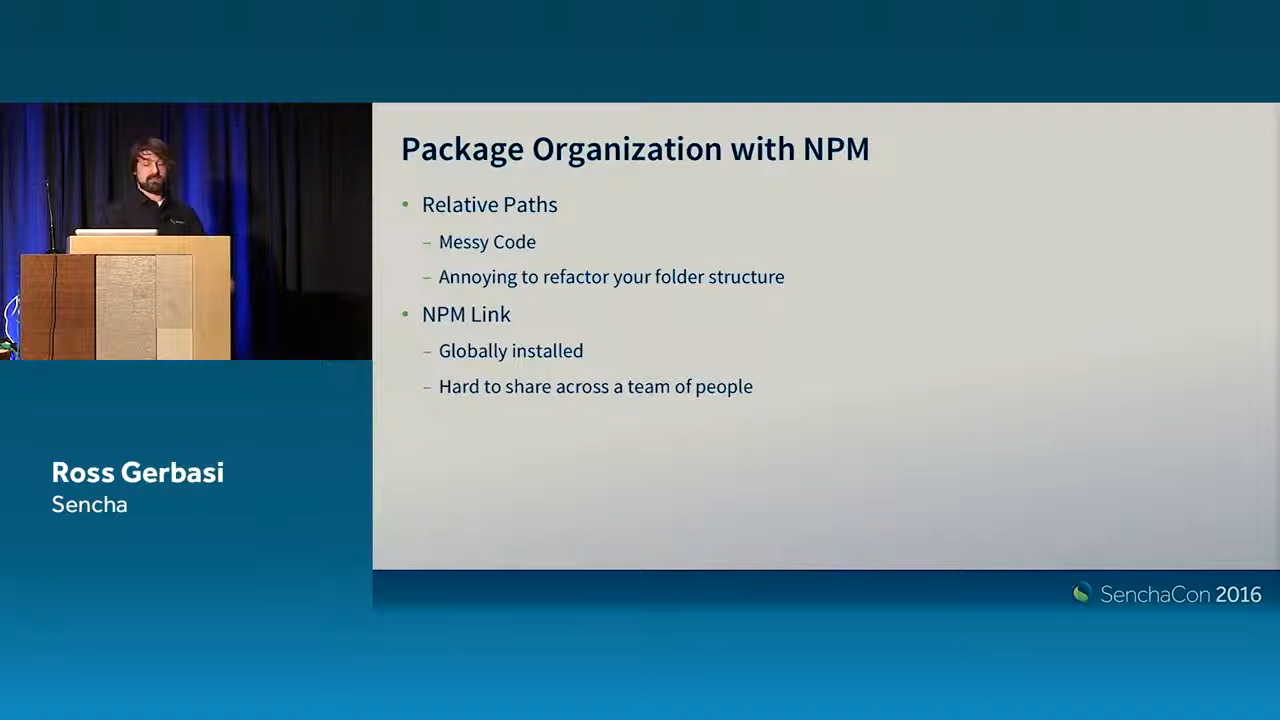 Package Organization with NPM
• Relative Paths
– Messy Code
– Annoying to refactor your folder structure
• NPM Link
– Globally installed
– Hard to share across a team of people
Ross Gerbasi
Sencha
SenchaCon 2016